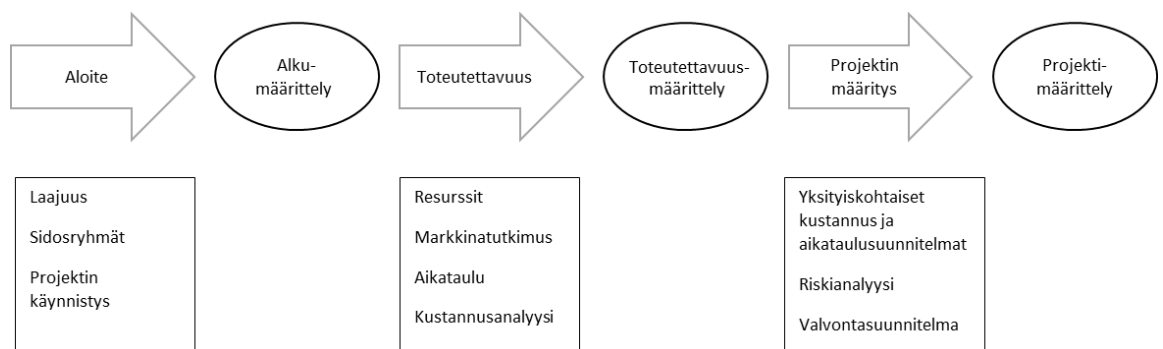 Aloite
Alku-
määrittely
Toteutettavuus
Toteutettavuus-
määrittely
Projektin
määritys
Projekti-
määrittely
Laajuus
Sidosryhmät
Projektin
käynnistys
Resurssit
Markkinatutkimus
Aikataulu
Kustannusanalyysi
Yksityiskohtaiset
kustannus ja
aikataulusuunnitelmat
Riskianalyysi
Valvontasuunnitelma